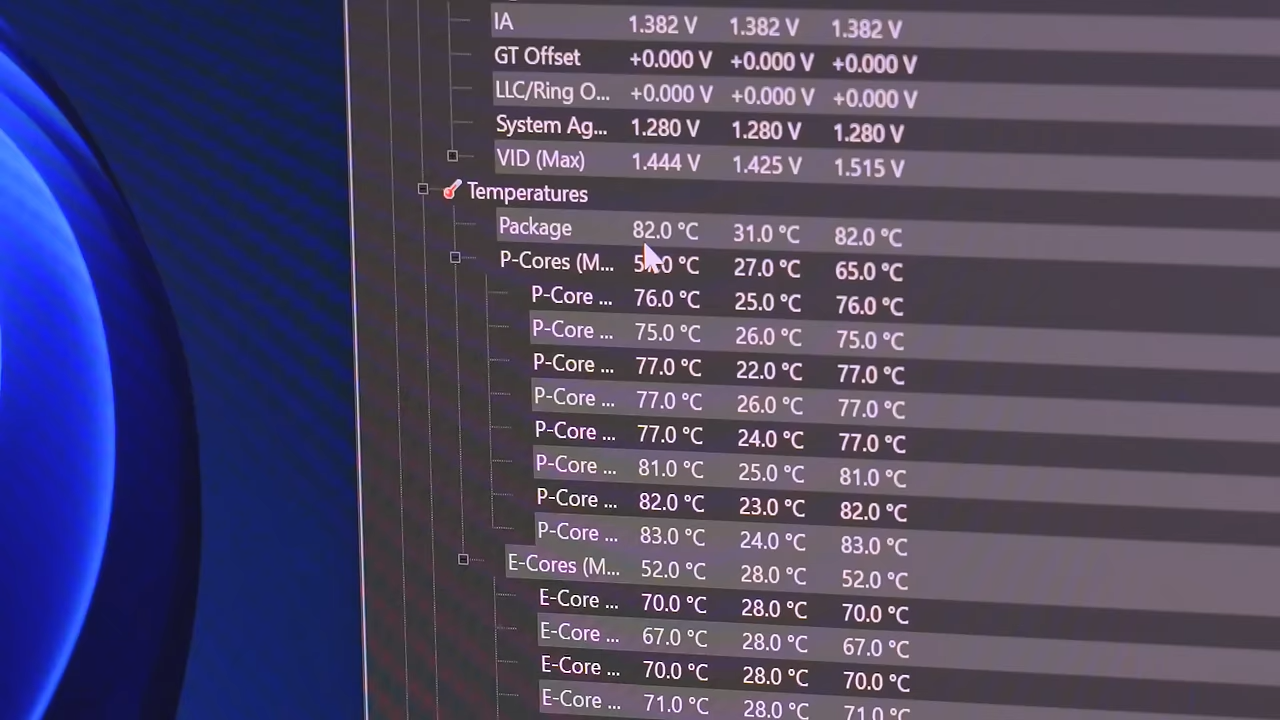 IA 1.382 V 1.382 V 1.382 V
GT Offset +0.000 V +0.000 V +0.000 V
LLC/Ring O... +0.000 V +0.000 V +0.000 V
System Ag... 1.280 V 1.280 V 1.280 V
VID (Max) 1.444 V 1.425 V 1.515 V
Temperatures
Package 82.0 °C 31.0 °C 82.0 °C
P-Cores (M... 27.0 °C 65.0 °C
P-Core ... 76.0 °C 25.0 °C 76.0 °C
P-Core ... 75.0 °C 26.0 °C 75.0 °C
P-Core ... 77.0 °C 22.0 °C 77.0 °C
P-Core ... 77.0 °C 26.0 °C 77.0 °C
P-Core ... 77.0 °C 24.0 °C 77.0 °C
P-Core ... 81.0 °C 25.0 °C 81.0 °C
P-Core ... 82.0 °C 23.0 °C 82.0 °C
P-Core ... 83.0 °C 24.0 °C 83.0 °C
E-Cores (M... 52.0 °C 28.0 °C 52.0 °C
E-Core ... 70.0 °C 28.0 °C 70.0 °C
E-Core ... 67.0 °C 28.0 °C 67.0 °C
E-Core ... 70.0 °C 28.0 °C 70.0 °C
E-Core ... 71.0 °C 28.0 °C 71.0 °C